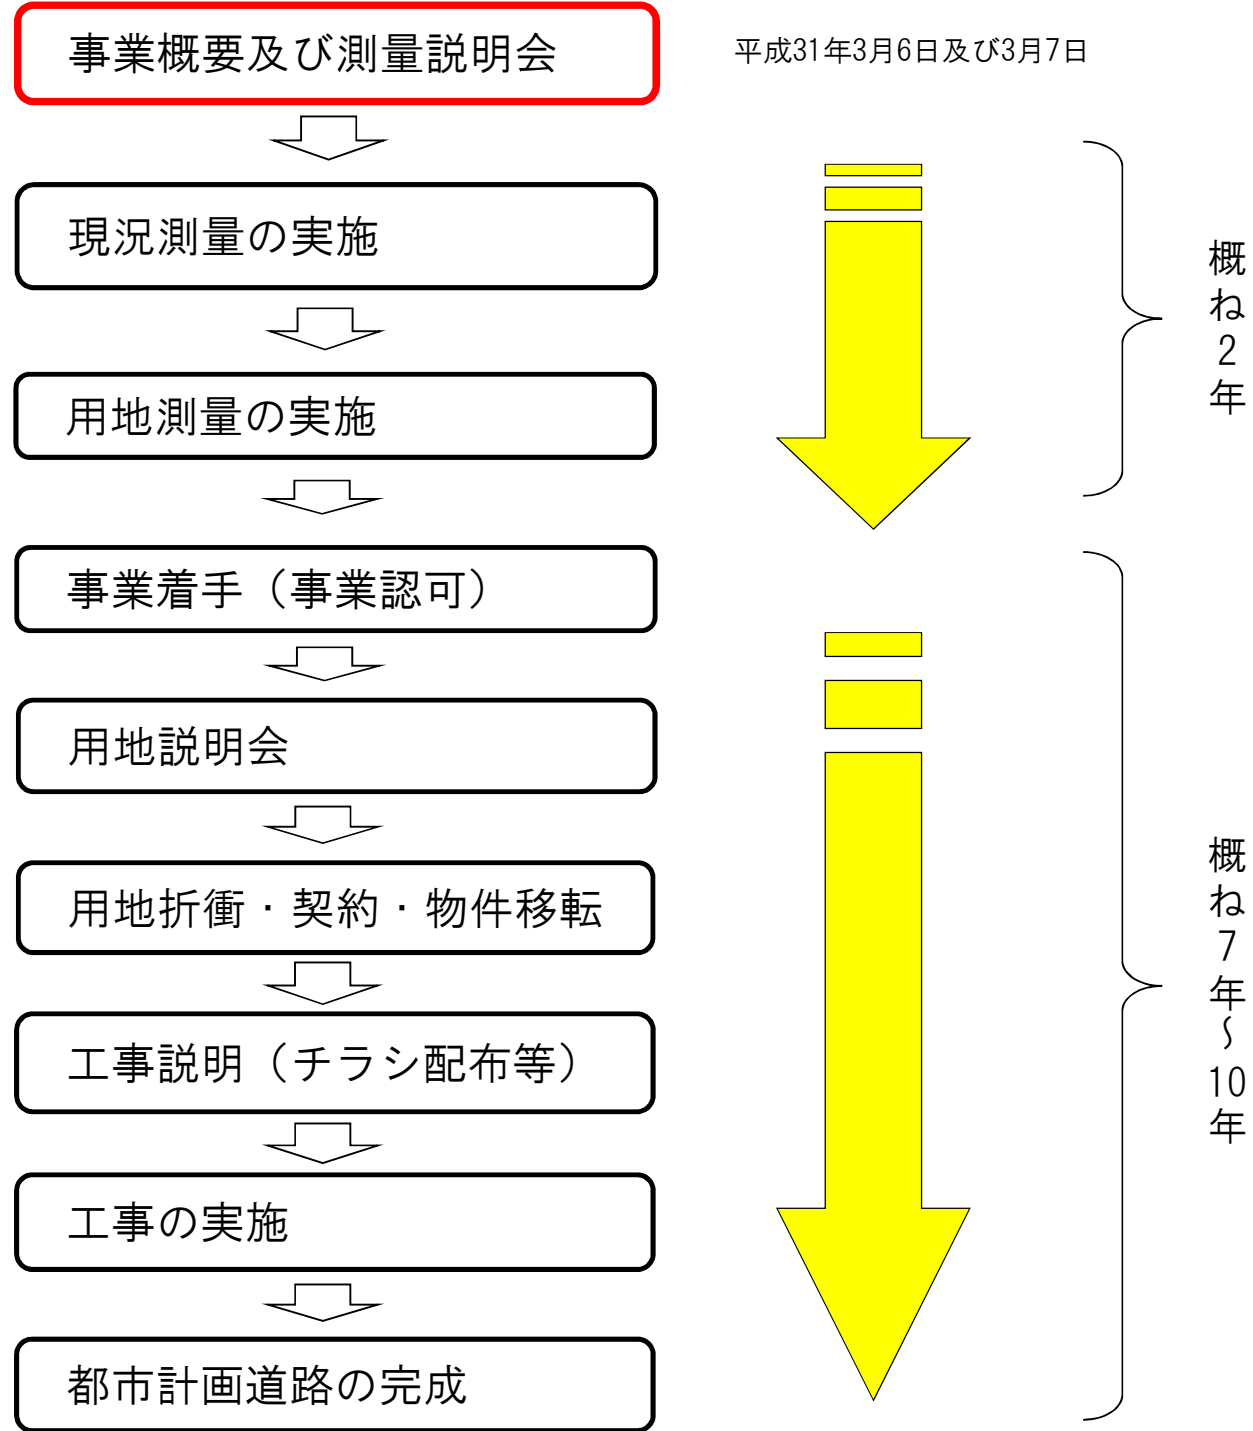 事業概要及び測量説明会
平成31年3月6日及び3月7日
現況測量の実施
用地測量の実施
概ね2年
事業着手（事業認可）
用地説明会
用地折衝・契約・物件移転
工事説明（チラシ配布等）
工事の実施
都市計画道路の完成
概ね7年～10年